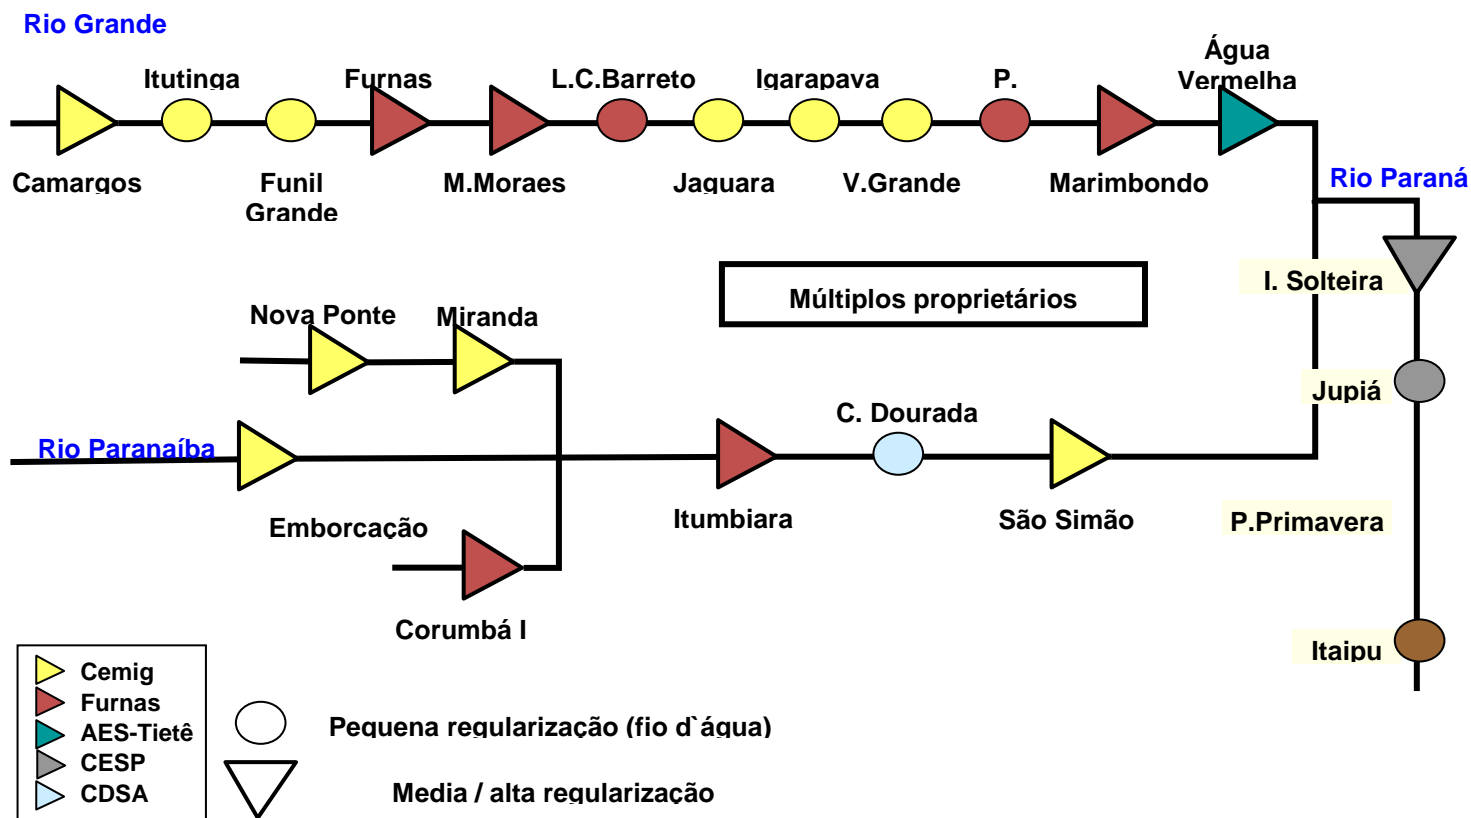 Rio Grande
Itutinga
Furnas
L.C.Barreto
Igarapava
P.
Água
Vermelha
Camargos
Funil
Grande
M.Moraes
Jaguara
V.Grande
Marimbondo
Rio Paraná
I. Solteira
Múltiplos proprietários
Nova Ponte
Miranda
Jupiá
C. Dourada
Rio Paranaíba
Emborcação
Itumbiara
São Simão
P.Primavera
Corumbá I
Itaipu
Cemig
Furnas
AES-Tietê
CESP
CDSA
Pequena regularização (fio d`água)
Media / alta regularização